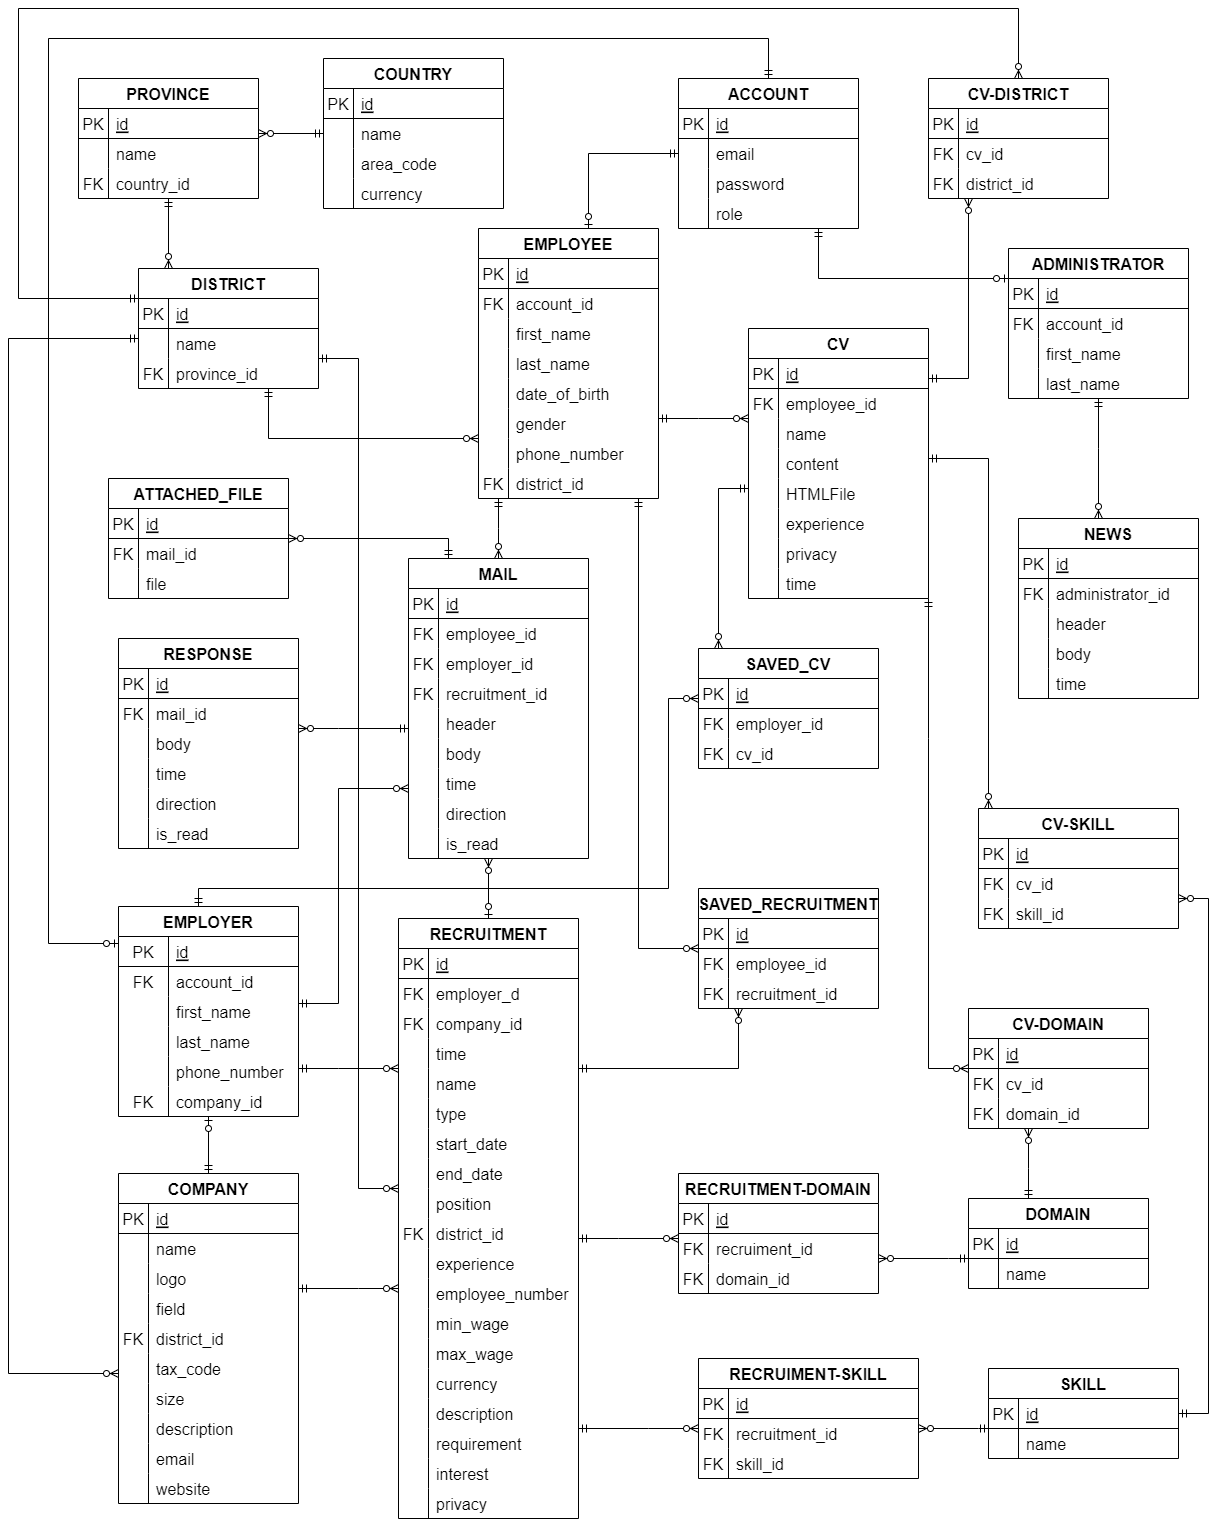 COUNTRY
PK id
name
area_code
currency
PROVINCE
PK id
name
FK country_id
ACCOUNT
PK id
email
password
role
CV-DISTRICT
PK id
FK cv_id
FK district_id
EMPLOYEE
PK id
FK account_id
first_name
last_name
date_of_birth
gender
phone_number
FK district_id
ADMINISTRATOR
PK id
FK account_id
first_name
last_name
DISTRICT
PK id
name
FK province_id
CV
PK id
FK employee_id
name
content
HTMLFile
experience
privacy
time
ATTACHED_FILE
PK id
FK mail_id
file
NEWS
PK id
FK administrator_id
header
body
time
MAIL
PK id
FK employee_id
FK employer_id
FK recruitment_id
header
body
time
direction
is_read
RESPONSE
PK id
FK mail_id
body
time
direction
is_read
SAVED_CV
PK id
FK employer_id
FK cv_id
CV-SKILL
PK id
FK cv_id
FK skill_id
EMPLOYER
PK id
FK account_id
first_name
last_name
phone_number
FK company_id
RECRUITMENT
PK id
FK employer_d
FK company_id
time
name
type
start_date
end_date
position
FK district_id
experience
employee_number
min_wage
max_wage
currency
description
requirement
interest
privacy
SAVED_RECRUITMENT
PK id
FK employee_id
FK recruitment_id
CV-DOMAIN
PK id
FK cv_id
FK domain_id
COMPANY
PK id
name
logo
field
FK district_id
tax_code
size
description
email
website
RECRUITMENT-DOMAIN
PK id
FK recruiment_id
FK domain_id
DOMAIN
PK id
name
RECRUIMENT-SKILL
PK id
FK recruitment_id
FK skill_id
SKILL
PK id
name